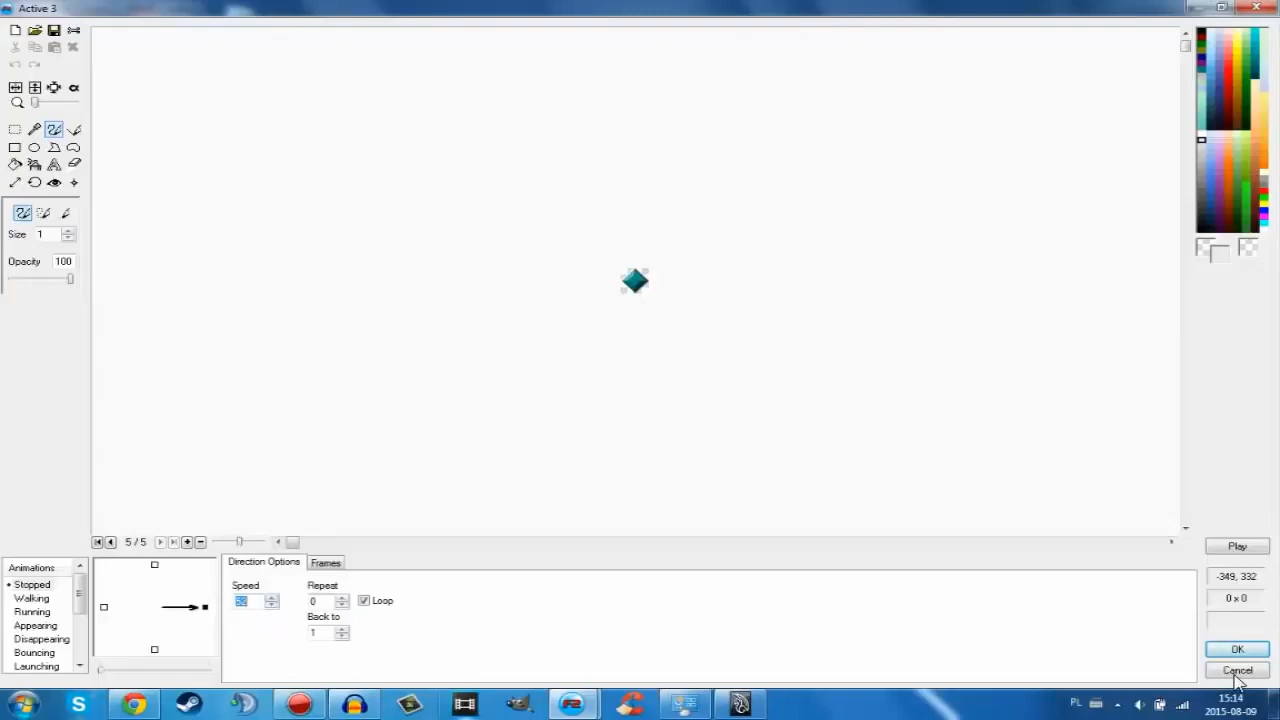 Active 3
Size 1
Opacity 100
5/5
Animations
Stopped
Walking
Running
Appearing
Disappearing
Bouncing
Launching
Direction Options
Frames
Speed
52
Repeat
0
Loop
Back to
1
Play
-349, 332
0 x 0
OK
Cancel
PL
15:14
2015-08-09